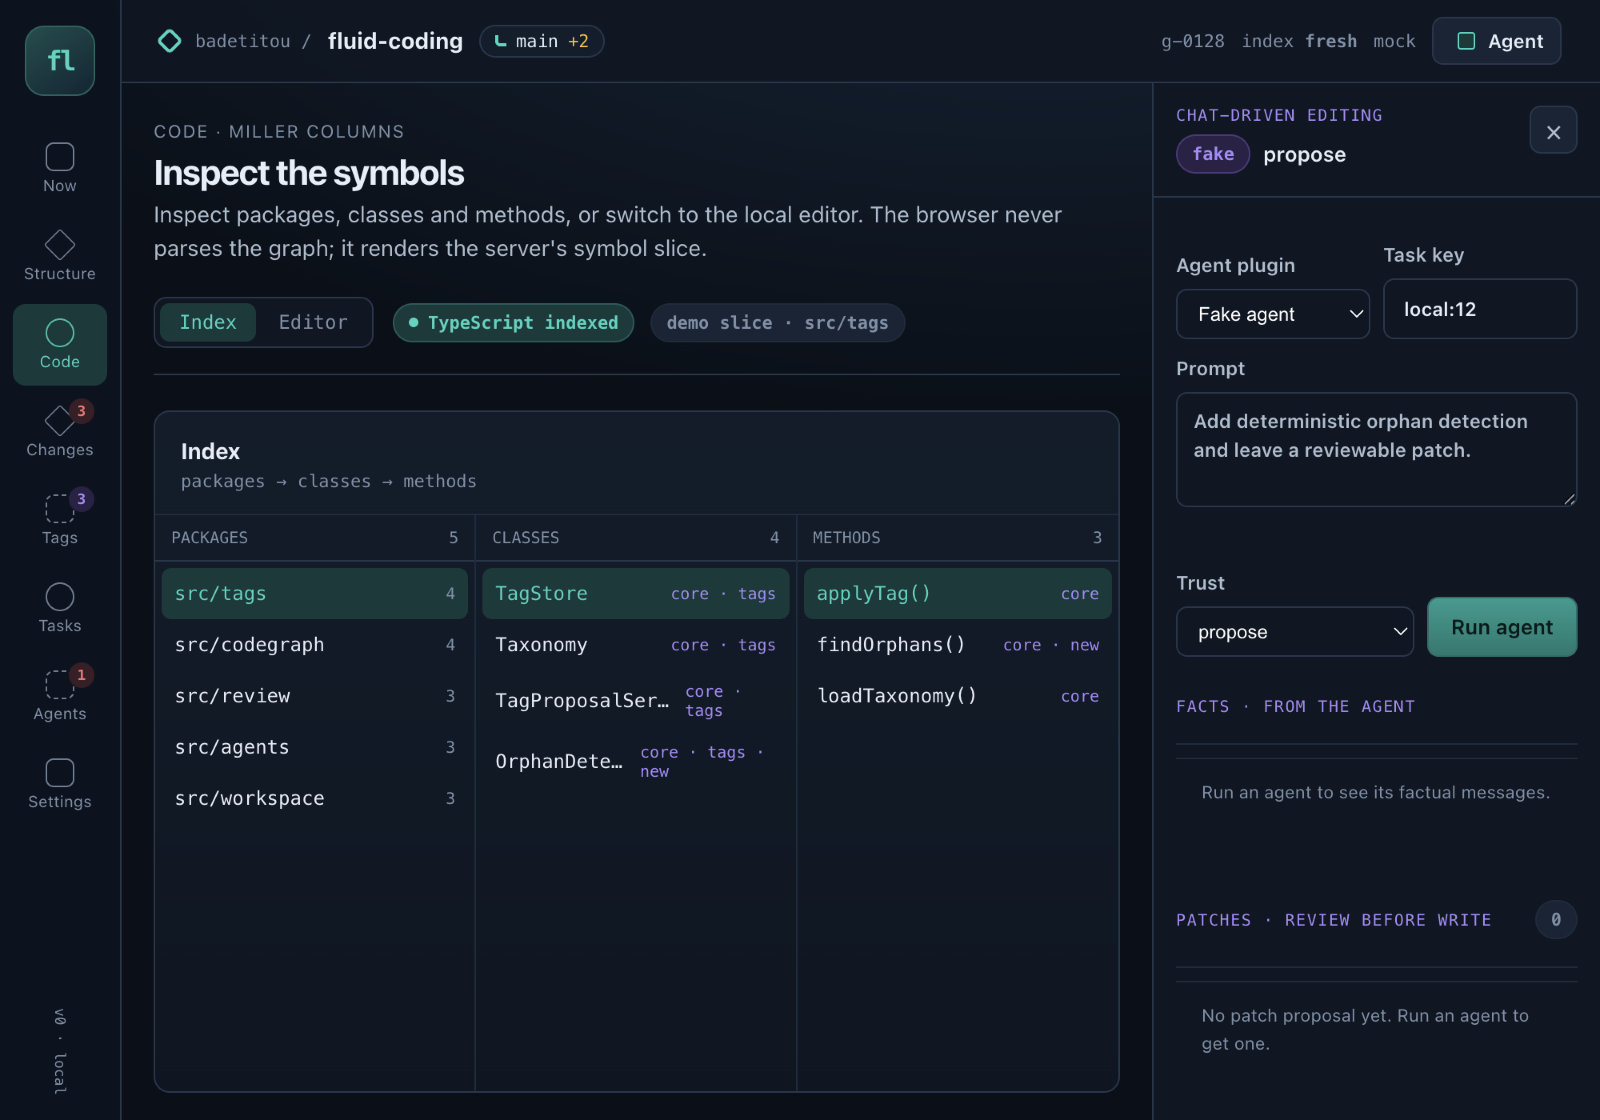 fl
Now
Structure
Code
3
Changes
3
Tags
Tasks
1
Agents
Settings
v0 · local
badetitou / fluid-coding
main +2
g-0128 index fresh mock
Agent
CODE · MILLER COLUMNS
Inspect the symbols
Inspect packages, classes and methods, or switch to the local editor. The browser never
parses the graph; it renders the server's symbol slice.
Index Editor
TypeScript indexed
demo slice · src/tags
Index
packages → classes → methods
PACKAGES 5
src/tags 4
src/codegraph 4
src/review 3
src/agents 3
src/workspace 3
CLASSES 4
TagStore core · tags
Taxonomy core · tags
TagProposalSer… core ·
tags
OrphanDete… core · tags ·
new
METHODS 3
applyTag() core
findOrphans() core · new
loadTaxonomy() core
CHAT-DRIVEN EDITING
fake propose
Agent plugin
Fake agent
Task key
local:12
Prompt
Add deterministic orphan detection
and leave a reviewable patch.
Trust
propose
Run agent
FACTS · FROM THE AGENT
Run an agent to see its factual messages.
PATCHES · REVIEW BEFORE WRITE 0
No patch proposal yet. Run an agent to
get one.